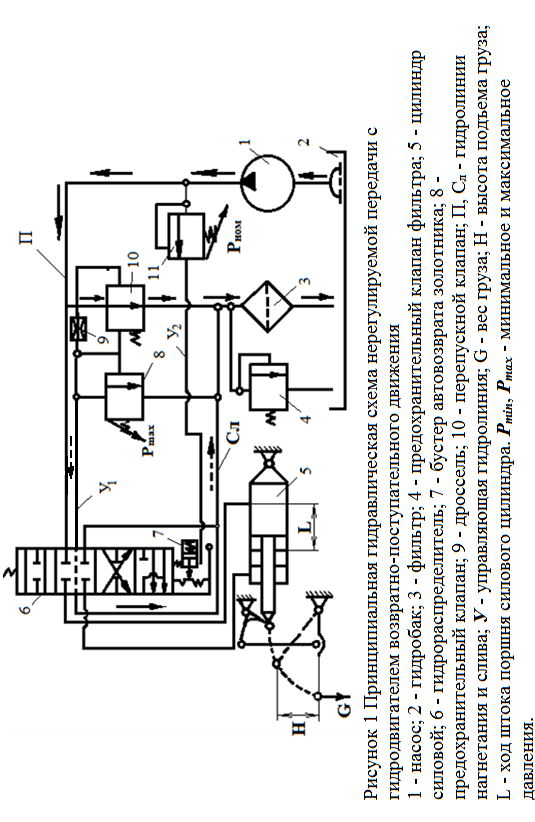 П
У1
Сл
У2
Pmax
Pном
6
7
8
9
10
11
1
2
3
4
5
L
H
G
Рисунок 1 Принципиальная гидравлическая схема нерегулируемой передачи с
гидродвигателем возвратно-поступательного движения
1 - насос; 2 - гидробак; 3 - фильтр; 4 - предохранительный клапан фильтра; 5 - цилиндр
силовой; 6 - гидрораспределитель; 7 - бустер автовозврата золотника; 8 -
предохранительный клапан; 9 - дроссель; 10 - перепускной клапан; П, Сл - гидролинии
нагнетания и слива; У - управляющая гидролиния; G - вес груза; Н - высота подъема груза;
L - ход штока поршня силового цилиндра. Pmin, Pmax - минимальное и максимальное
давления.